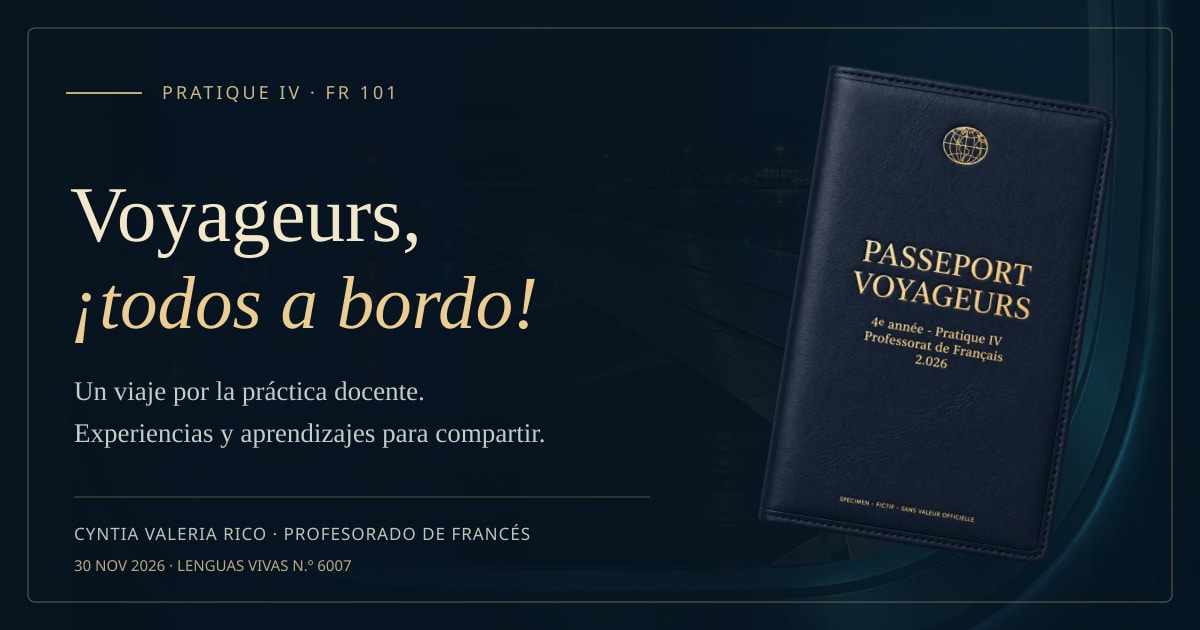 PRATIQUE IV · FR 101
Voyageurs,
¡todos a bordo!
Un viaje por la práctica docente.
Experiencias y aprendizajes para compartir.
CYNTIA VALERIA RICO · PROFESORADO DE FRANCÉS
30 NOV 2026 · LENGUAS VIVAS N.º 6007
PASSEPORT
VOYAGEURS
4e année - Pratique IV
Professorat de Français
2.026
SPECIMEN - FICTIF - SANS VALEUR OFFICIELLE